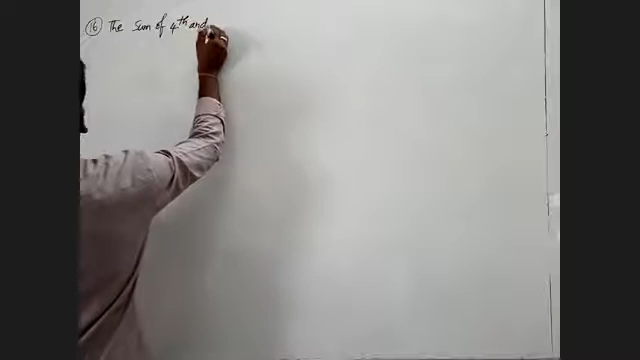 (16) The Sum of 4th and